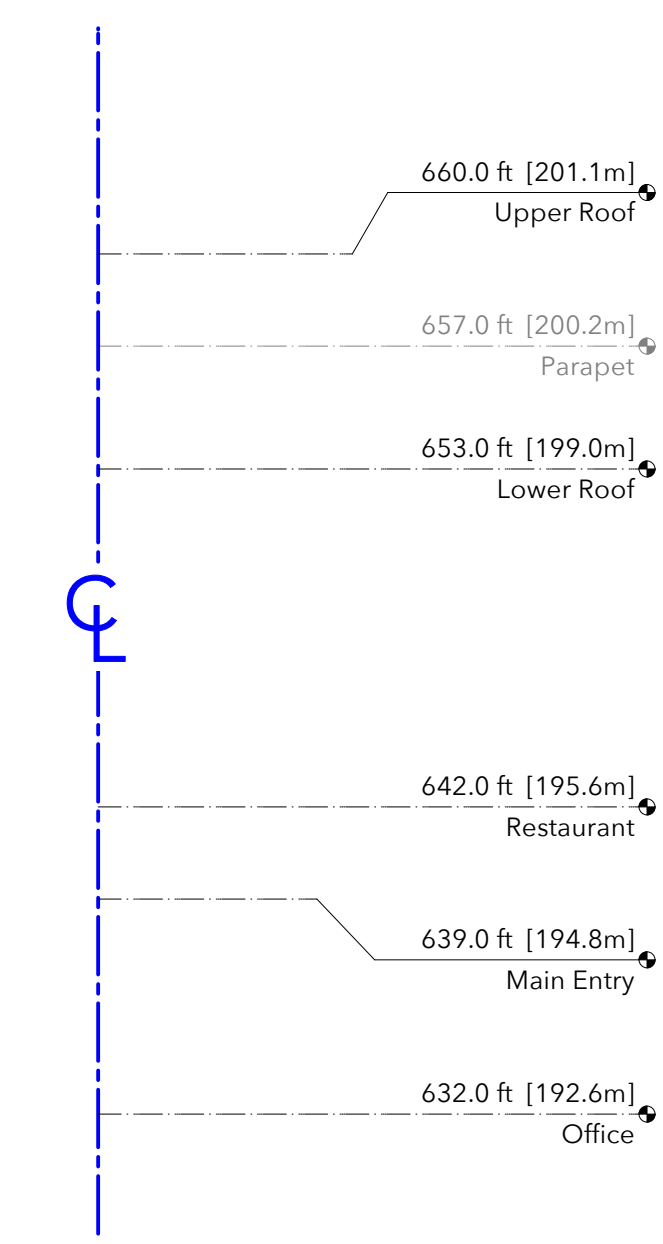 660.0 ft [201.1m]
Upper Roof
657.0 ft [200.2m]
Parapet
653.0 ft [199.0m]
Lower Roof
CL
642.0 ft [195.6m]
Restaurant
639.0 ft [194.8m]
Main Entry
632.0 ft [192.6m]
Office